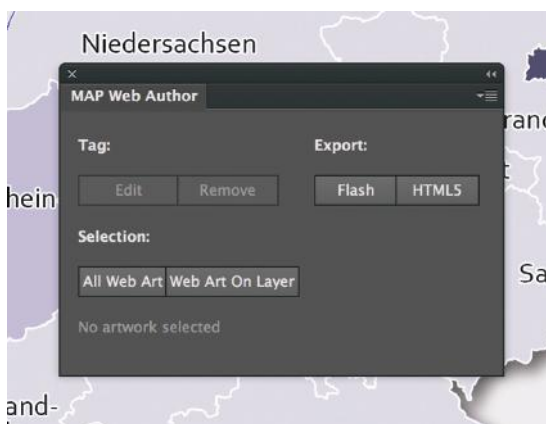 Niedersachsen
MAP Web Author
rand
Tag:
Export:
Edit Remove
Flash HTML5
hein
t
Selection:
All Web Art Web Art On Layer
Sa
No artwork selected
and-